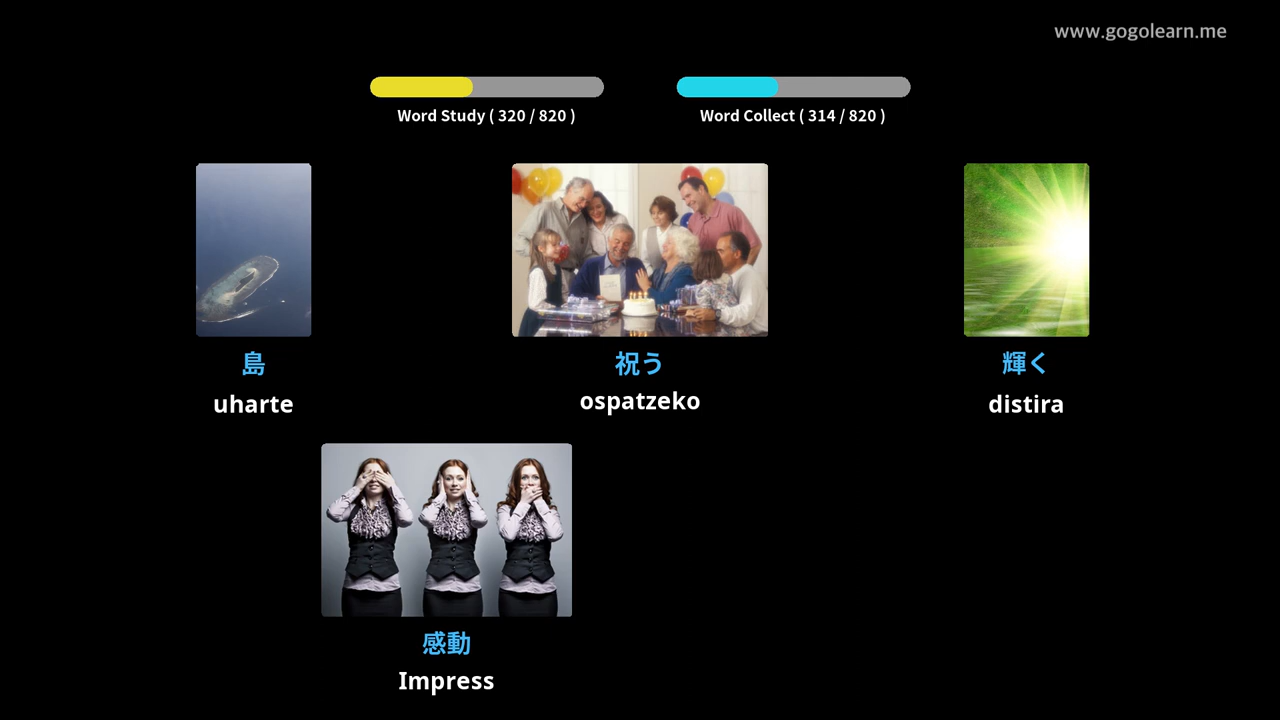 www.gogolearn.me
Word Study ( 320 / 820 )
Word Collect ( 314 / 820 )
島
uharte
祝う
ospatzeko
輝く
distira
感動
Impress